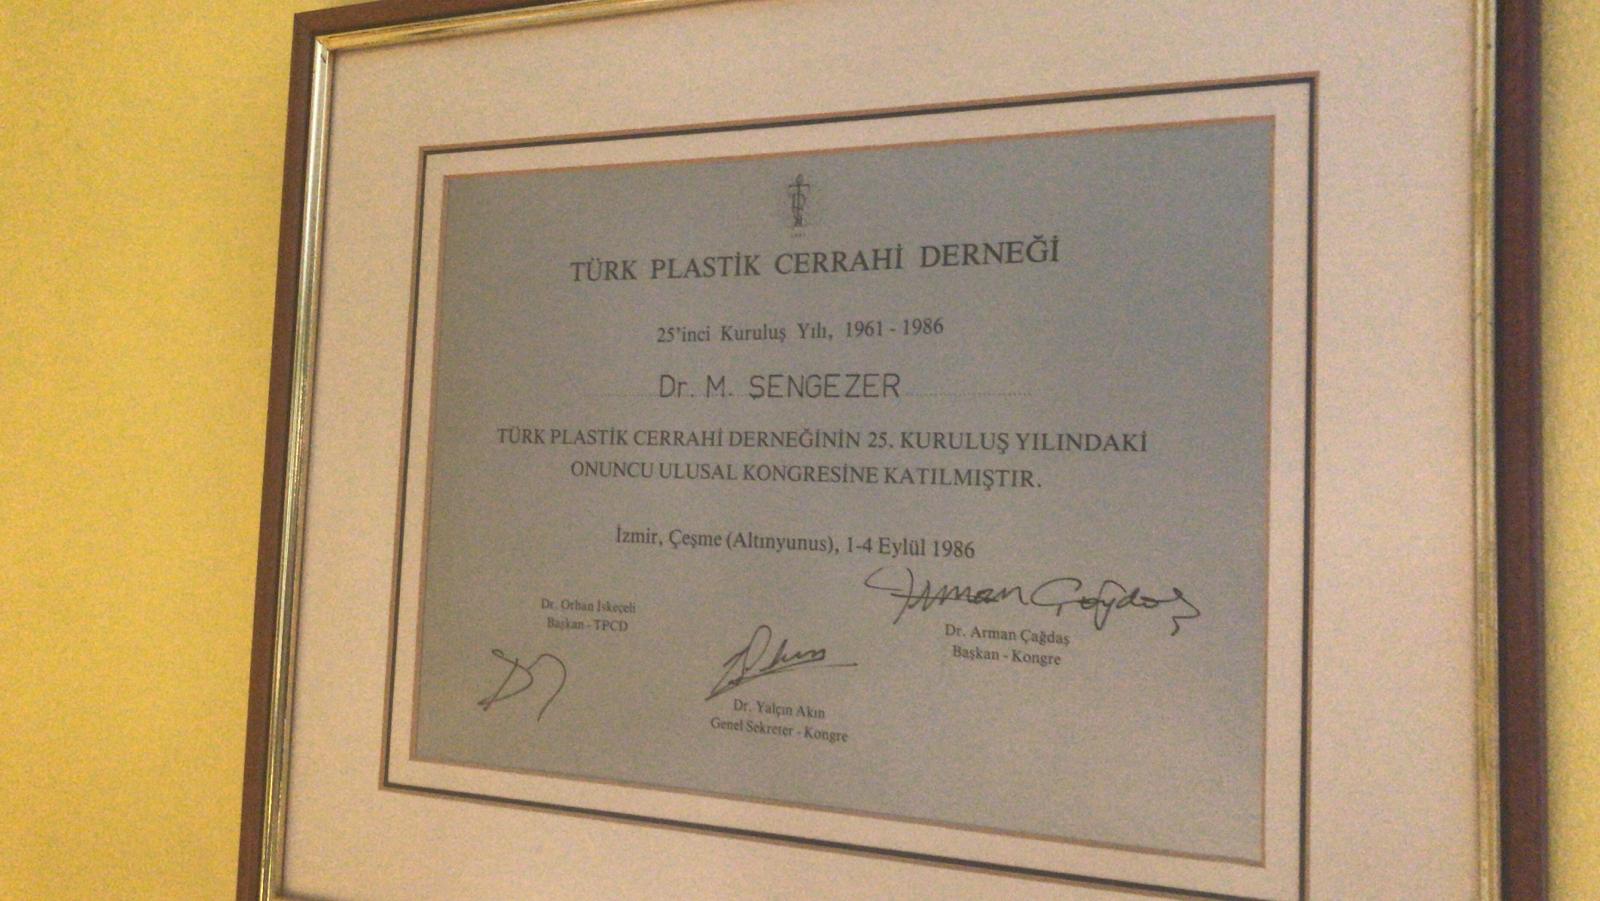 TÜRK PLASTİK CERRAHİ DERNEĞİ
25'inci Kuruluş Yılı, 1961 - 1986
Dr. M. ŞENGEZER
TÜRK PLASTİK CERRAHİ DERNEĞİNİN 25. KURULUŞ YILINDAKİ
ONUNCU ULUSAL KONGRESİNE KATILMIŞTIR.
İzmir, Çeşme (Altınyunus), 1-4 Eylül 1986
Dr. Orhan İskeçeli
Başkan - TPCD
Arman Çağdaş
Dr. Arman Çağdaş
Başkan - Kongre
Dr. Yalçın Akın
Genel Sekreter - Kongre